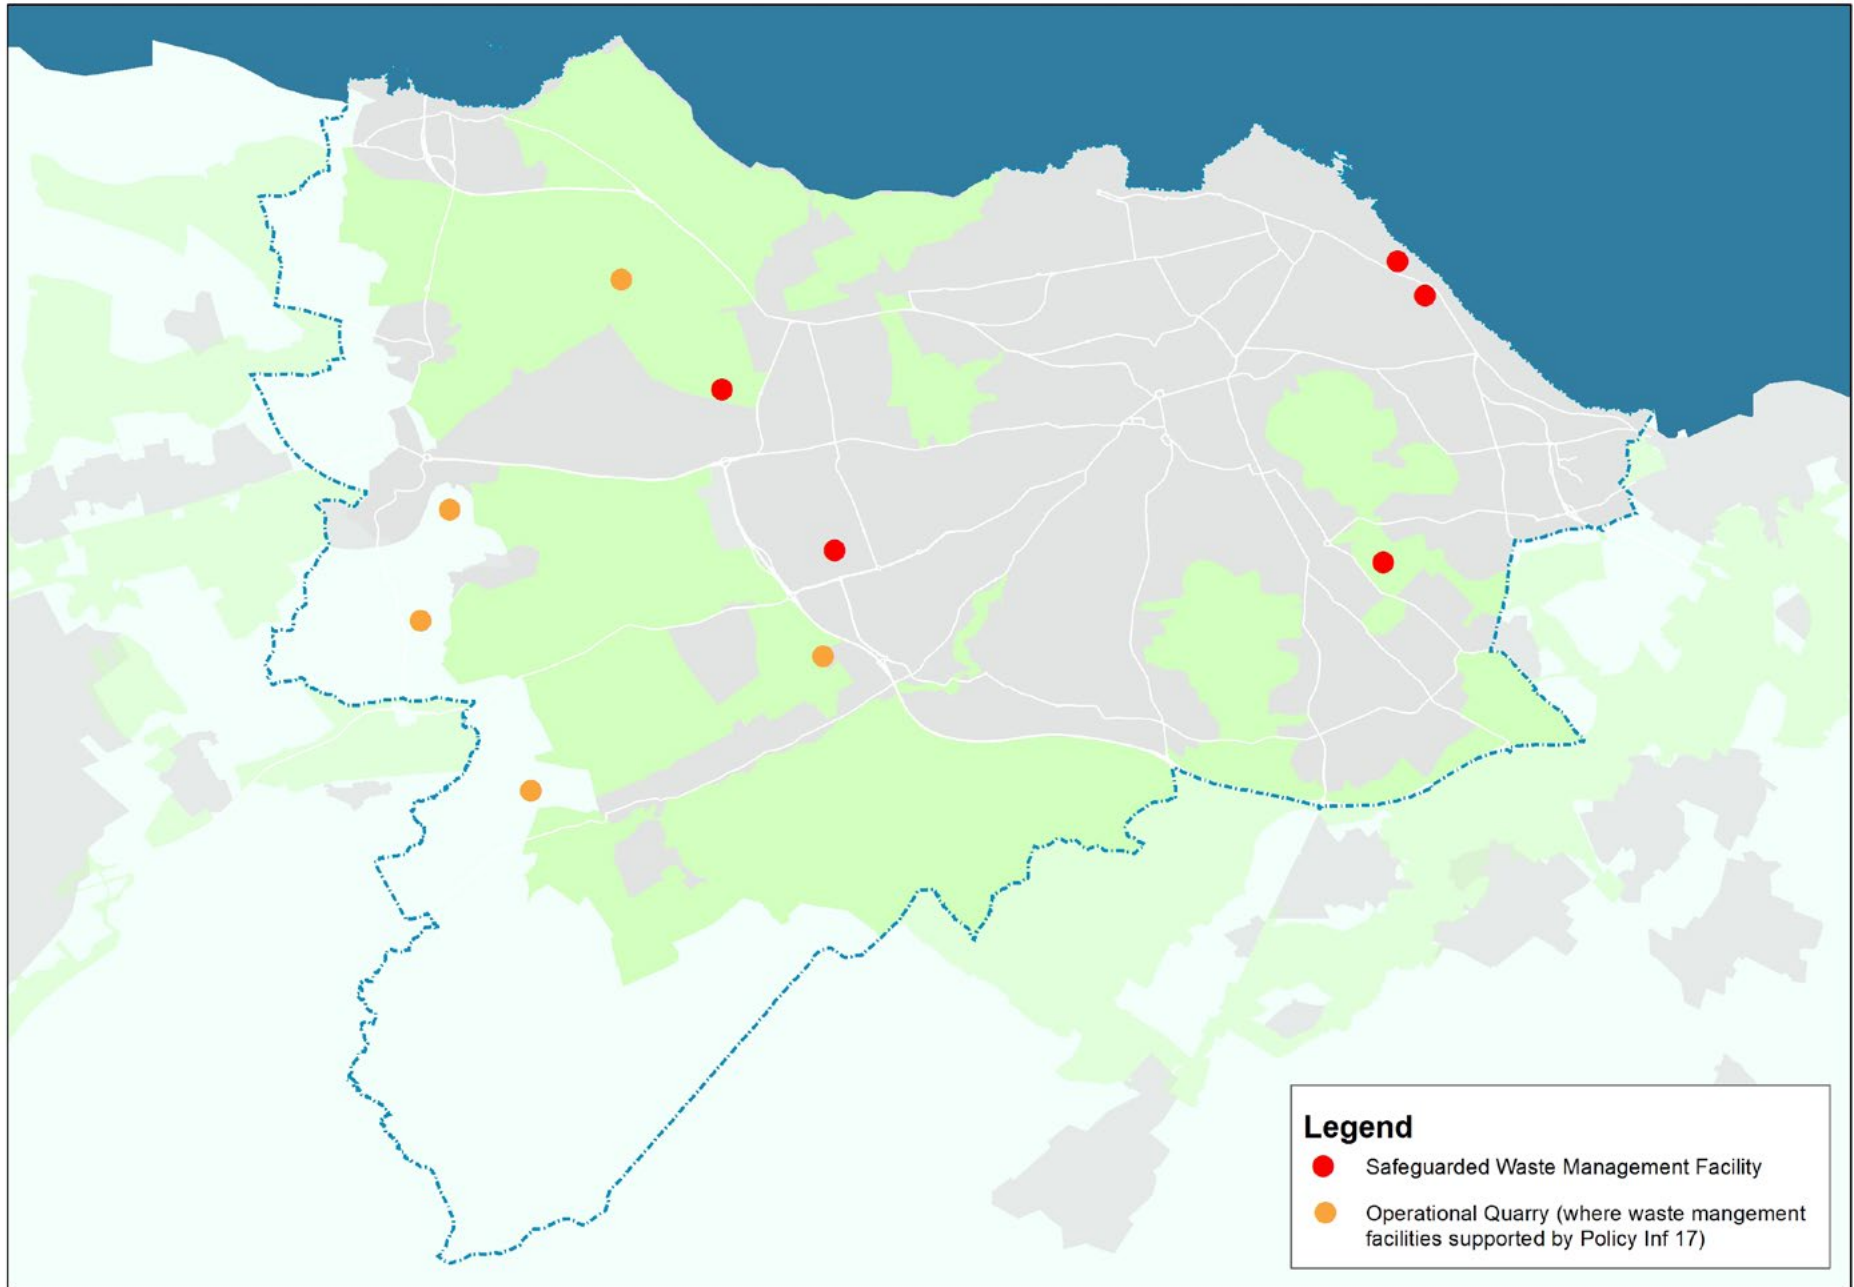 Legend
Safeguarded Waste Management Facility
Operational Quarry (where waste mangement
facilities supported by Policy Inf 17)